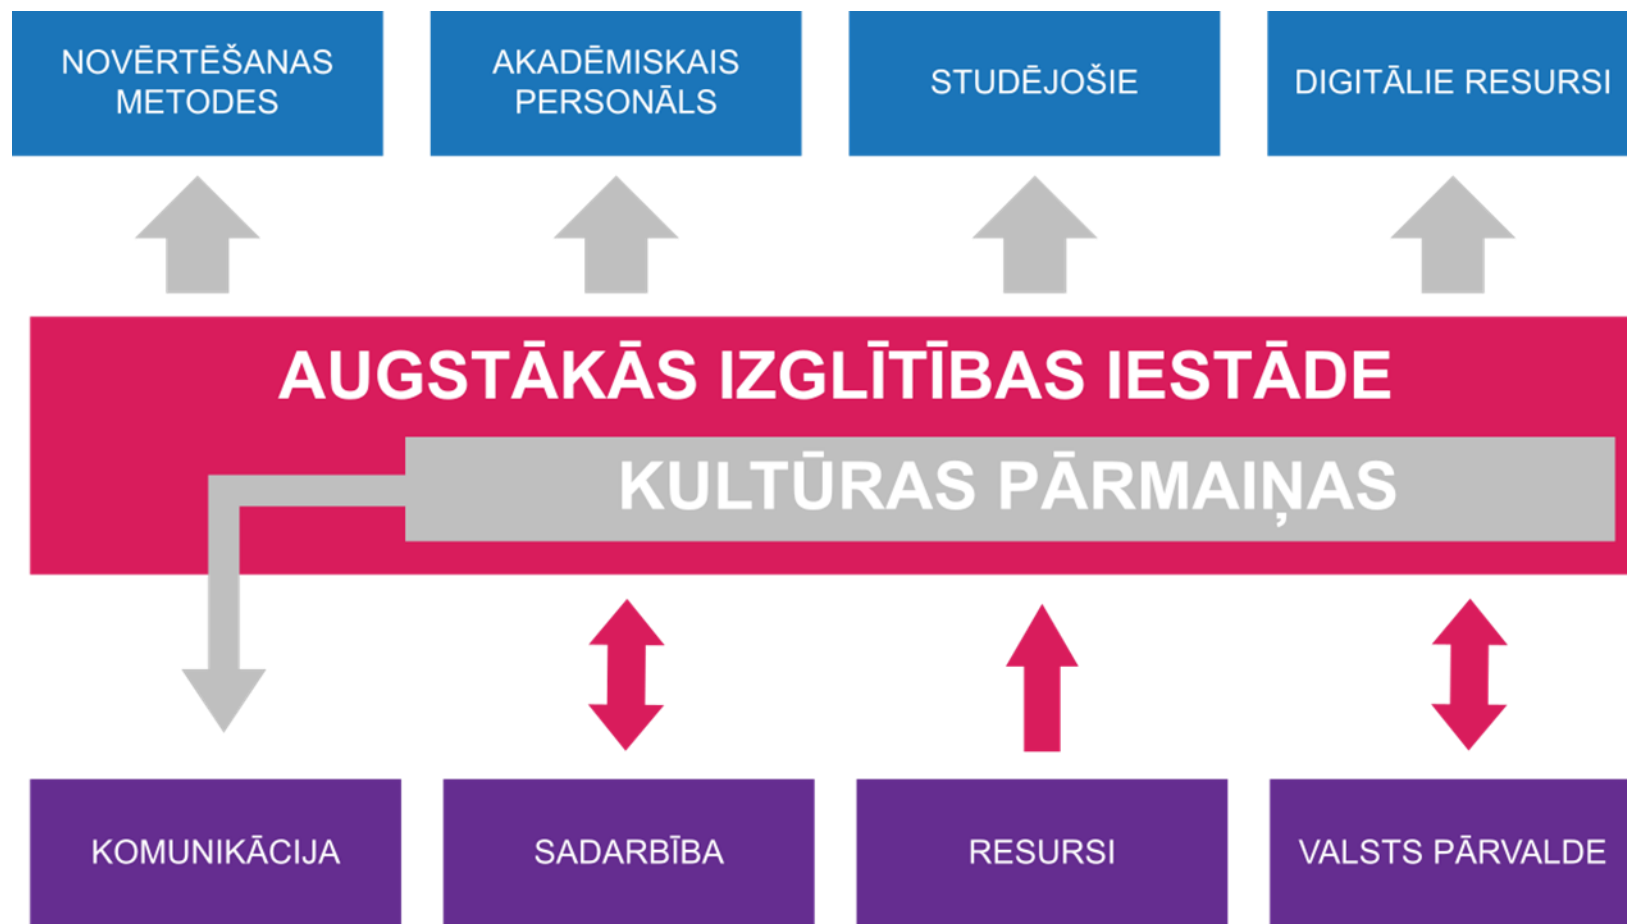 NOVĒRTĒŠANAS
METODES
AKADĒMISKAIS
PERSONĀLS
STUDĒJOŠIE
DIGITĀLIE RESURSI
AUGSTĀKĀS IZGLĪTĪBAS IESTĀDE
KULTŪRAS PĀRMAIŅAS
KOMUNIKĀCIJA
SADARBĪBA
RESURSI
VALSTS PĀRVALDE